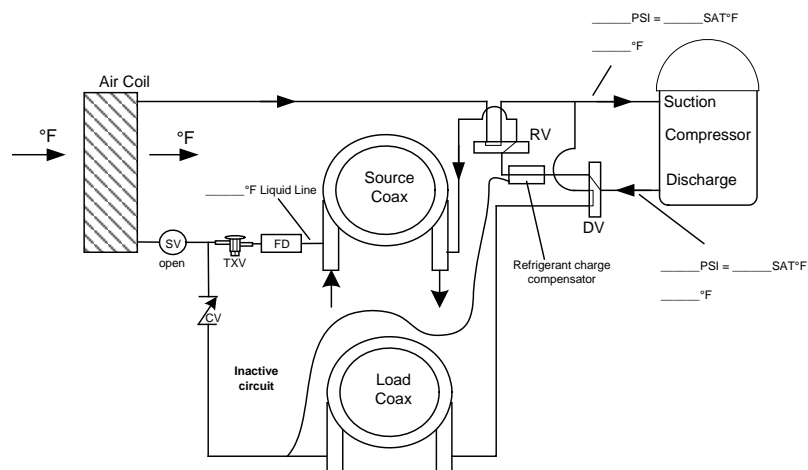 ______PSI = ______SAT°F
______°F
Air Coil
°F
°F
Suction
Compressor
Discharge
RV
DV
______°F Liquid Line
Source
Coax
Refrigerant charge
compensator
______PSI = ______SAT°F
______°F
SV
open
TXV
FD
CV
Inactive
circuit
Load
Coax